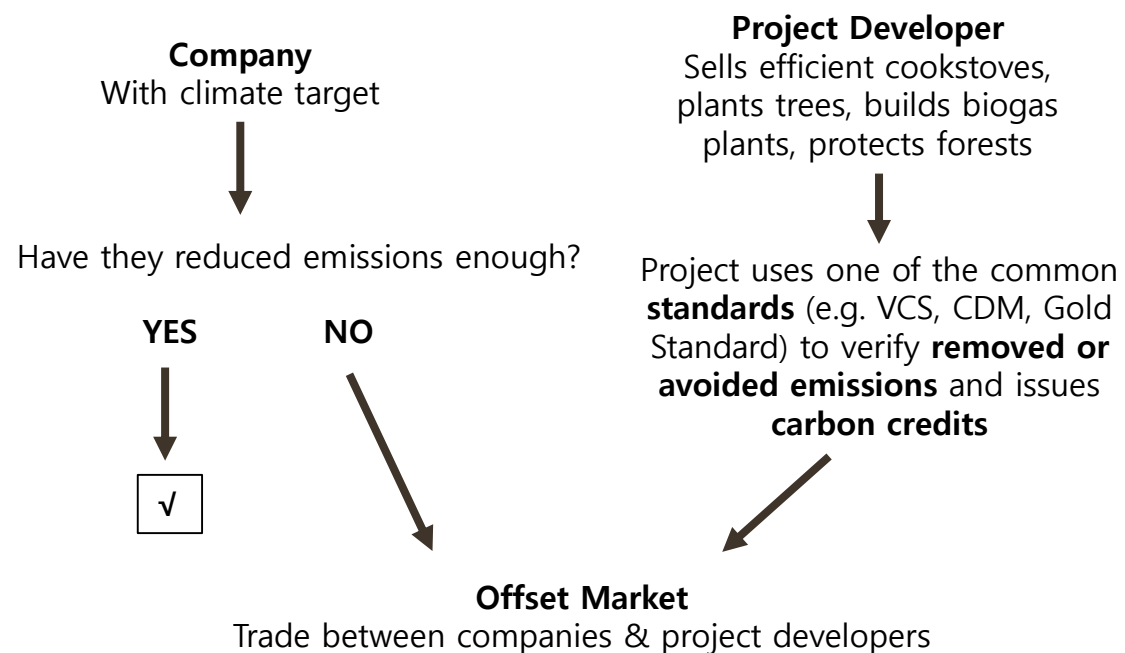 Company
With climate target
Have they reduced emissions enough?
YES
NO
√
Project Developer
Sells efficient cookstoves,
plants trees, builds biogas
plants, protects forests
Project uses one of the common
standards (e.g. VCS, CDM, Gold
Standard) to verify removed or
avoided emissions and issues
carbon credits
Offset Market
Trade between companies & project developers